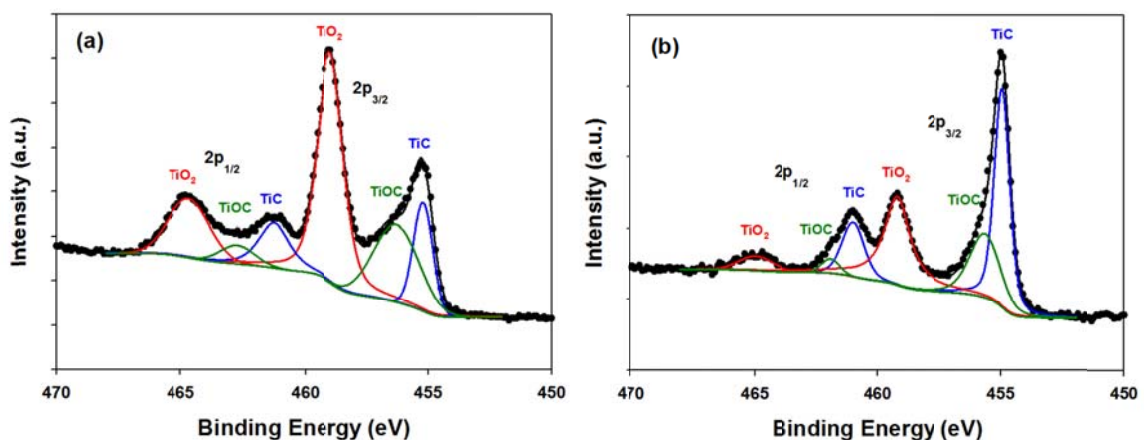 (a)
TiO2
2p3/2
TiC
2p1/2
TiO2
TiC
TiOC
TiOC
Intensity (a.u.)
470
465
460
455
450
Binding Energy (eV)
(b)
TiC
2p3/2
2p1/2
TiC
TiO2
TiOC
TiOC
TiO2
Intensity (a.u.)
470
465
460
455
450
Binding Energy (eV)